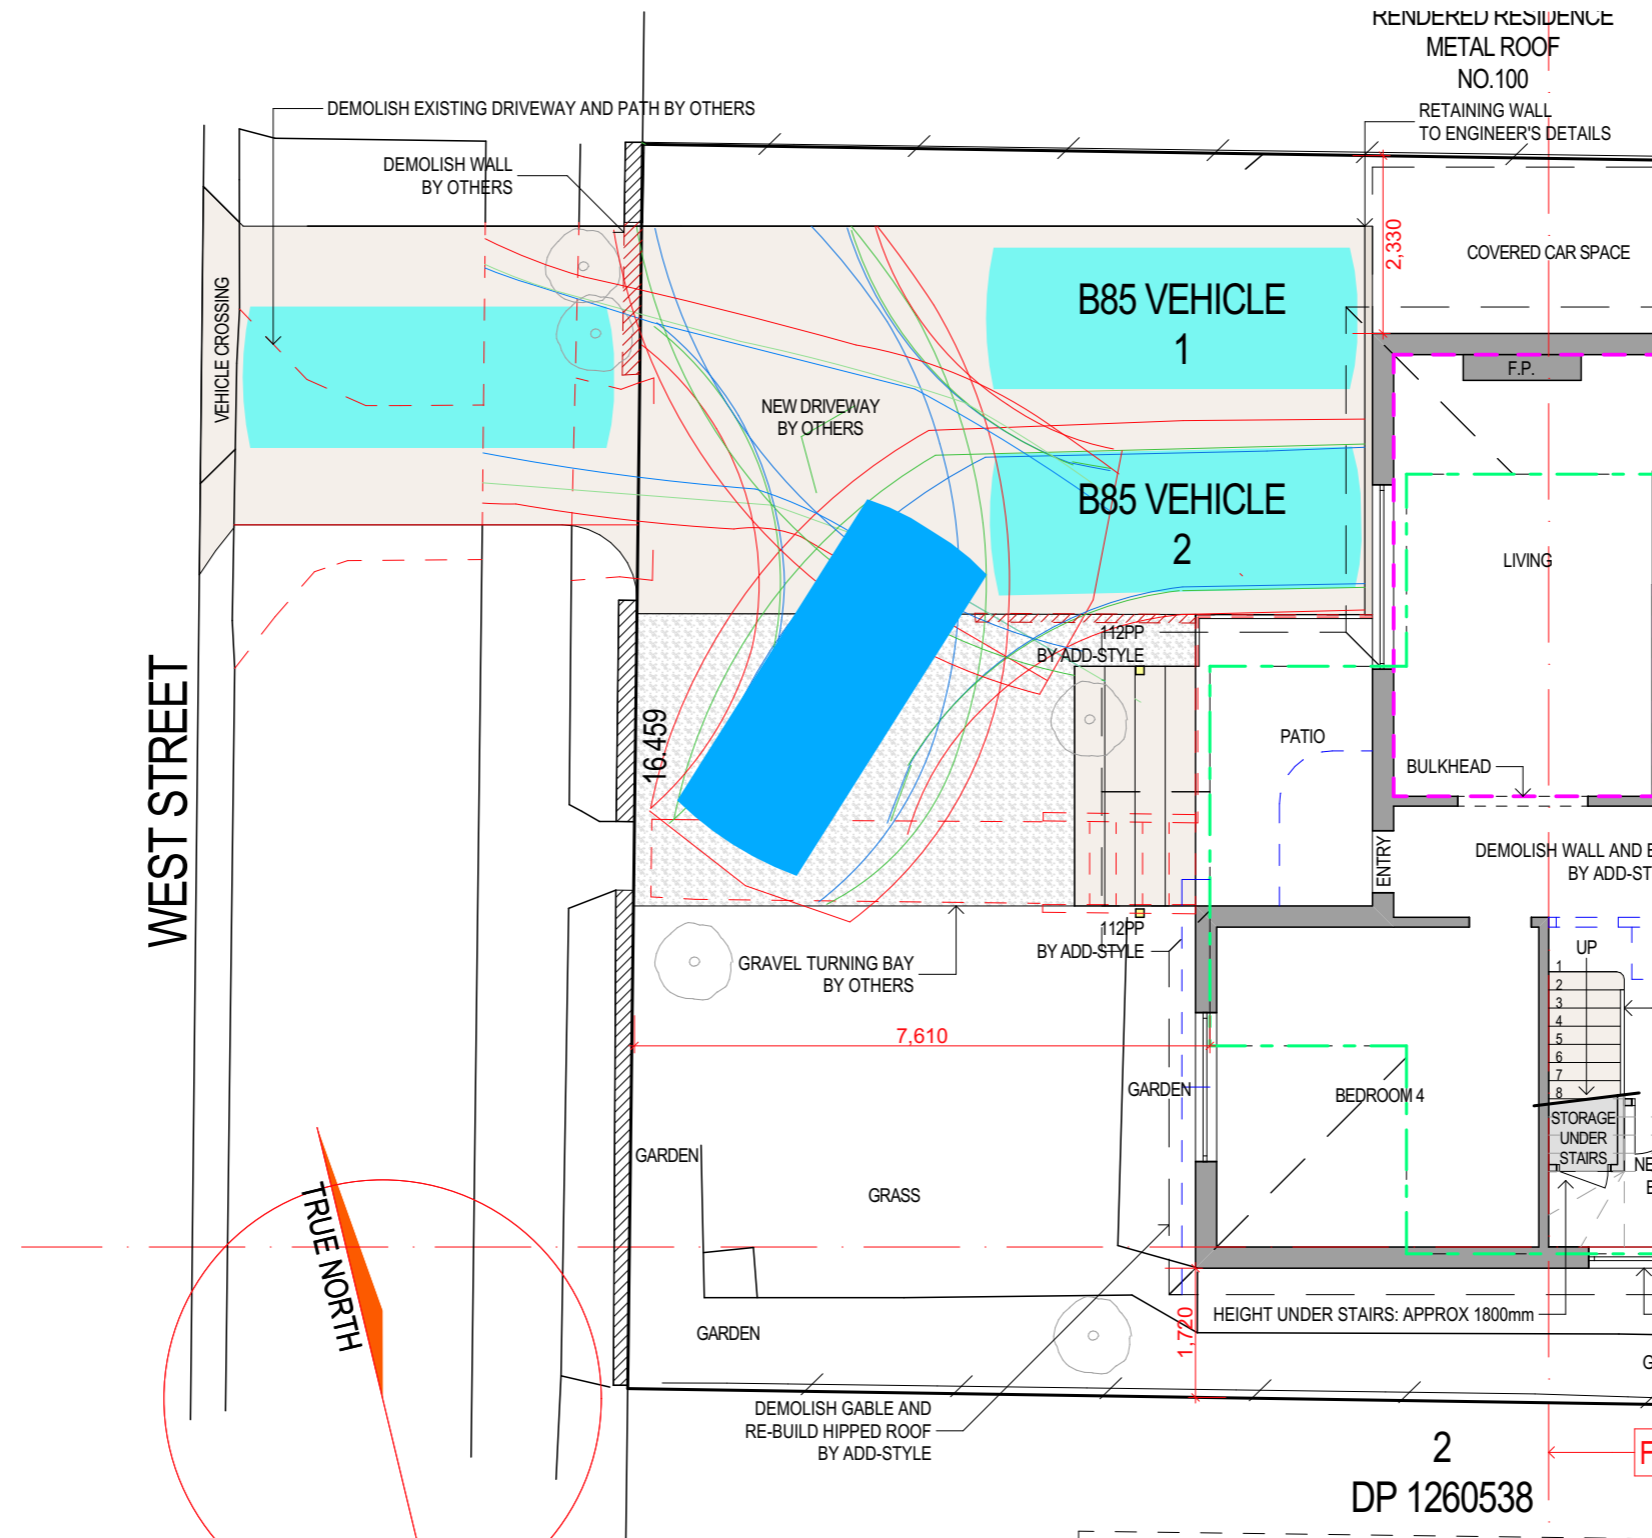 RENDERED RESIDENCE
METAL ROOF
NO.100
DEMOLISH EXISTING DRIVEWAY AND PATH BY OTHERS
RETAINING WALL
TO ENGINEER'S DETAILS
DEMOLISH WALL
BY OTHERS
2,330
COVERED CAR SPACE
VEHICLE CROSSING
B85 VEHICLE
1
F.P.
NEW DRIVEWAY
BY OTHERS
B85 VEHICLE
2
LIVING
112PP
BY ADD-STYLE
WEST STREET
16.459
PATIO
BULKHEAD
ENTRY
DEMOLISH WALL AND
BY ADD-ST
112PP
BY ADD-STYLE
GRAVEL TURNING BAY
BY OTHERS
UP
1
2
3
4
5
6
7
8
7,610
GARDEN
BEDROOM 4
STORAGE
UNDER
STAIRS
NE
GARDEN
GRASS
TRUE NORTH
HEIGHT UNDER STAIRS: APPROX 1800mm
1,720
GARDEN
DEMOLISH GABLE AND
RE-BUILD HIPPED ROOF
BY ADD-STYLE
2
DP 1260538